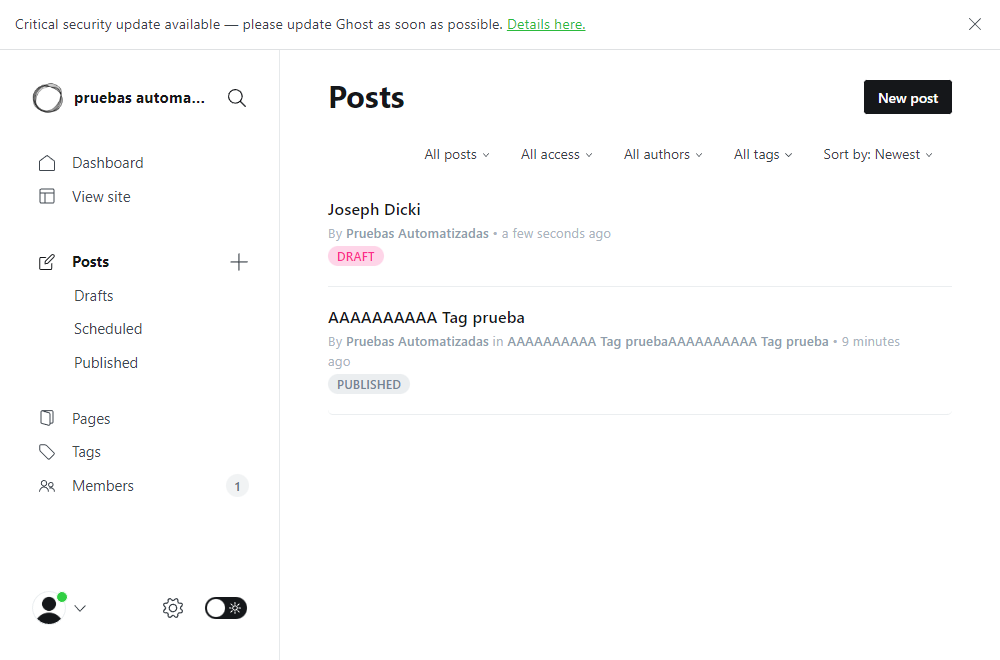 Critical security update available — please update Ghost as soon as possible. Details here.
pruebas automa...
Dashboard
View site
Posts
Drafts
Scheduled
Published
Pages
Tags
Members
1
Posts
New post
All posts
All access
All authors
All tags
Sort by: Newest
Joseph Dicki
By Pruebas Automatizadas • a few seconds ago
DRAFT
AAAAAAAAAA Tag prueba
By Pruebas Automatizadas in AAAAAAAAAA Tag pruebaAAAAAAAAAA Tag prueba • 9 minutes
ago
PUBLISHED